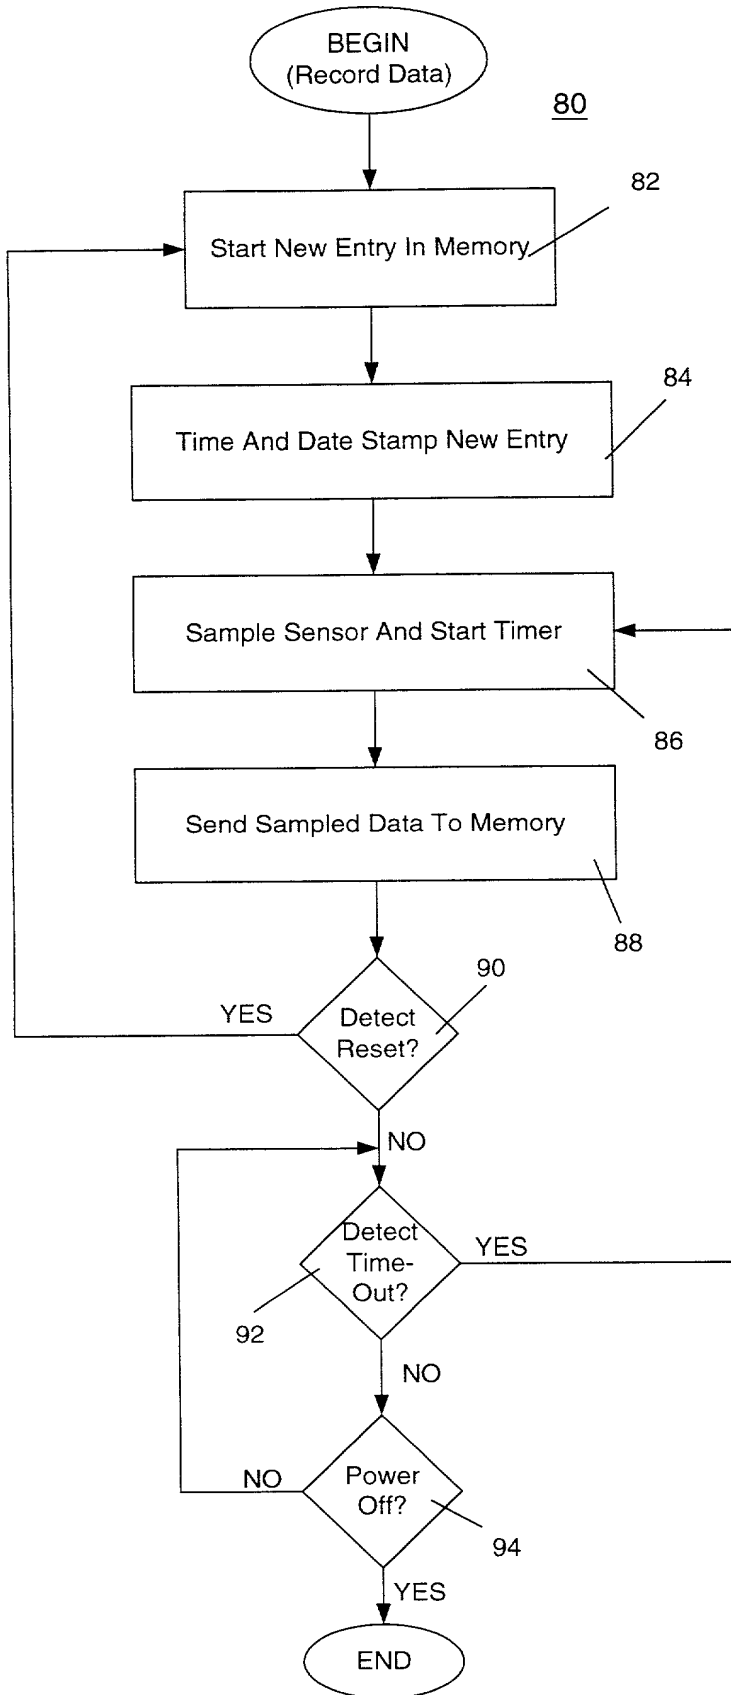 BEGIN
(Record Data)
80
82
Start New Entry In Memory
84
Time And Date Stamp New Entry
Sample Sensor And Start Timer
86
Send Sampled Data To Memory
88
90
YES
Detect
Reset?
NO
Detect
Time-
Out?
YES
92
NO
Power
Off?
NO
94
YES
END